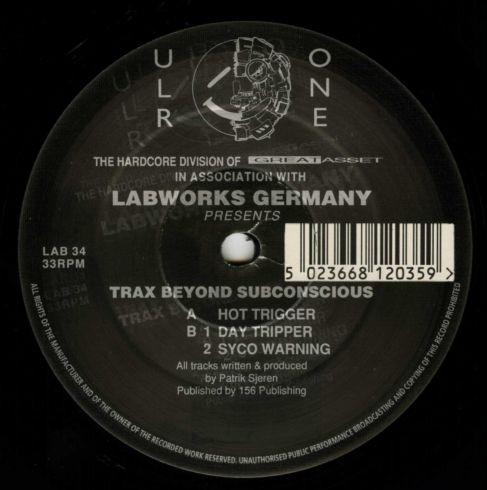 ULR ONE
THE HARDCORE DIVISION OF GREAT ASSET
IN ASSOCIATION WITH
LABWORKS GERMANY
PRESENTS
LAB 34
33RPM
5 023668 120359 >
TRAX BEYOND SUBCONSCIOUS
A HOT TRIGGER
B 1 DAY TRIPPER
2 SYCO WARNING
All tracks written & produced
by Patrik Sjeren
Published by 156 Publishing
ALL RIGHTS OF THE MANUFACTURER AND OF THE OWNER OF THE RECORDED WORK RESERVED. UNAUTHORISED PUBLIC PERFORMANCE BROADCASTING AND COPYING OF THIS RECORD PROHIBITED